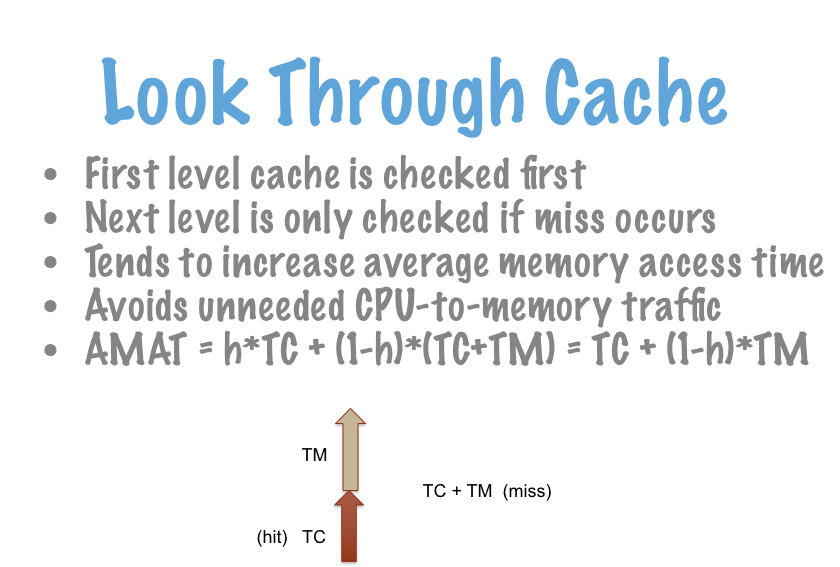 Look Through Cache
• First level cache is checked first
• Next level is only checked if miss occurs
• Tends to increase average memory access time
• Avoids unneeded CPU-to-memory traffic
• AMAT = h*TC + (1-h)*(TC+TM) = TC + (1-h)*TM
TM
TC + TM (miss)
(hit) TC